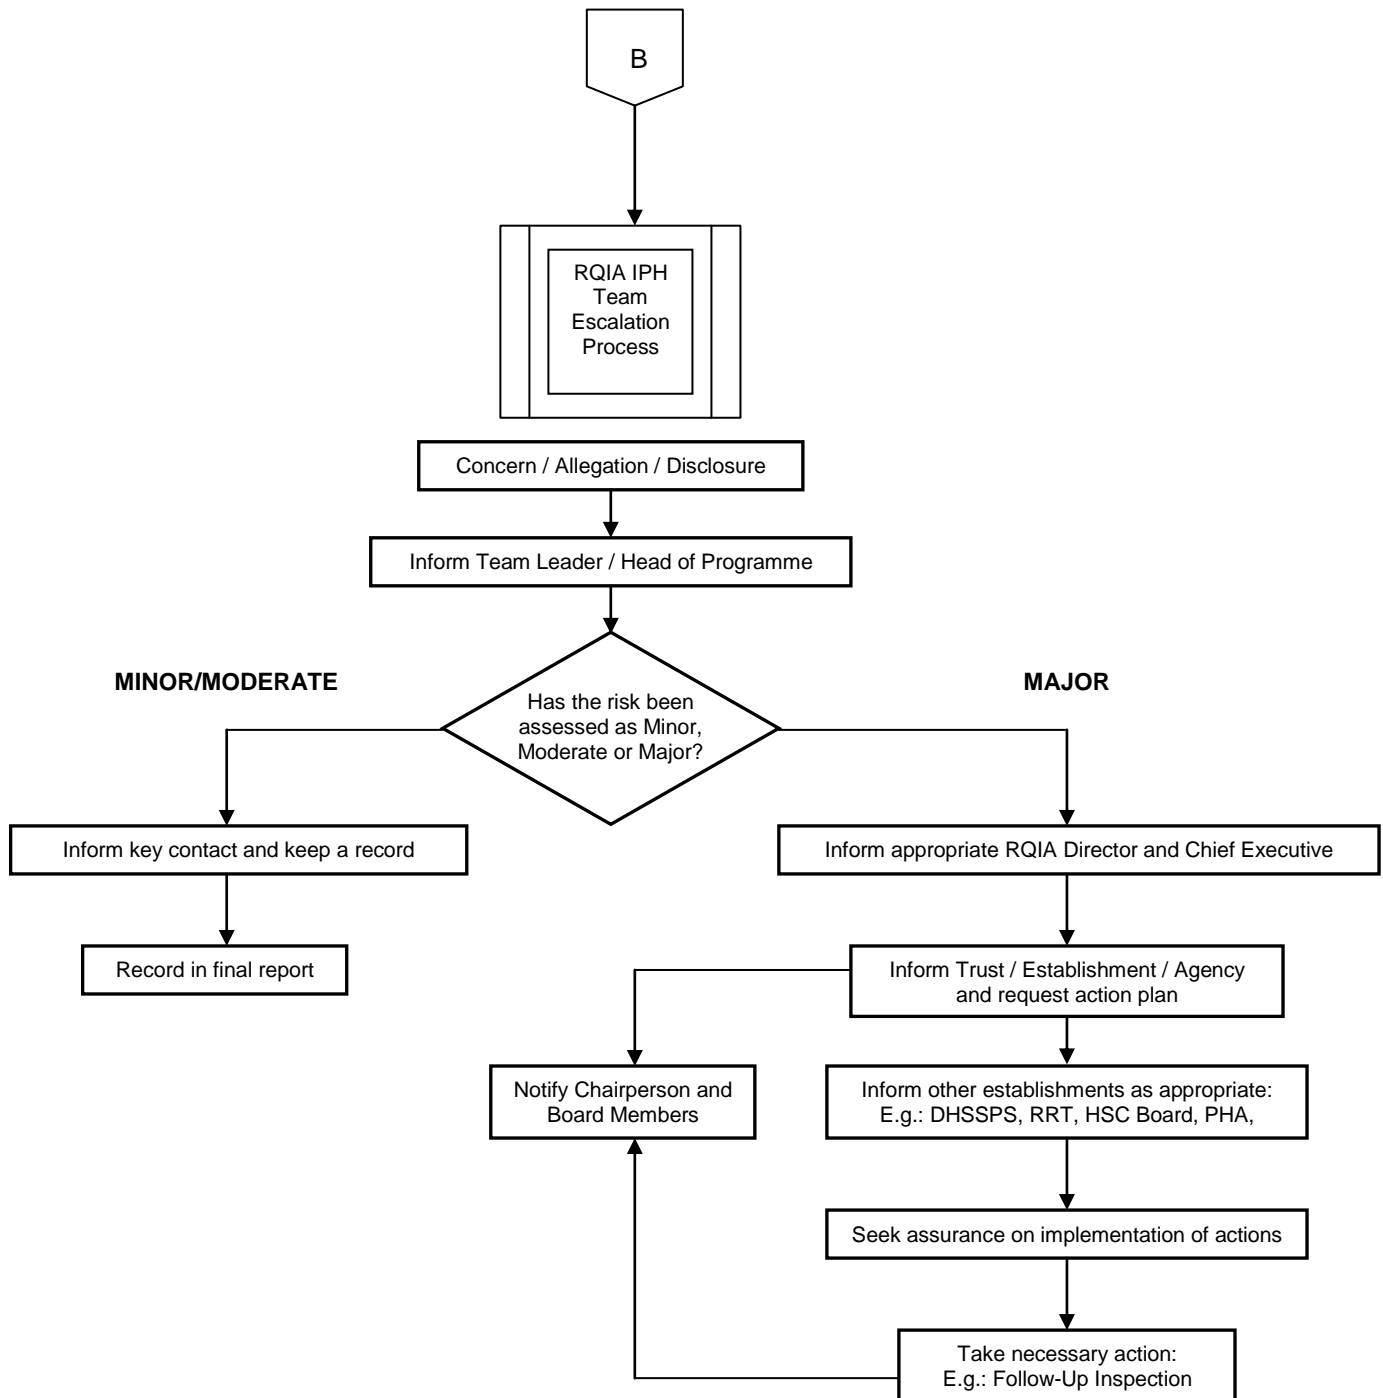 B
RQIA IPH
Team
Escalation
Process
Concern / Allegation / Disclosure
Inform Team Leader / Head of Programme
MINOR/MODERATE
MAJOR
Has the risk been
assessed as Minor,
Moderate or Major?
Inform key contact and keep a record
Inform appropriate RQIA Director and Chief Executive
Record in final report
Inform Trust / Establishment / Agency
and request action plan
Notify Chairperson and
Board Members
Inform other establishments as appropriate:
E.g.: DHSSPS, RRT, HSC Board, PHA,
Seek assurance on implementation of actions
Take necessary action:
E.g.: Follow-Up Inspection